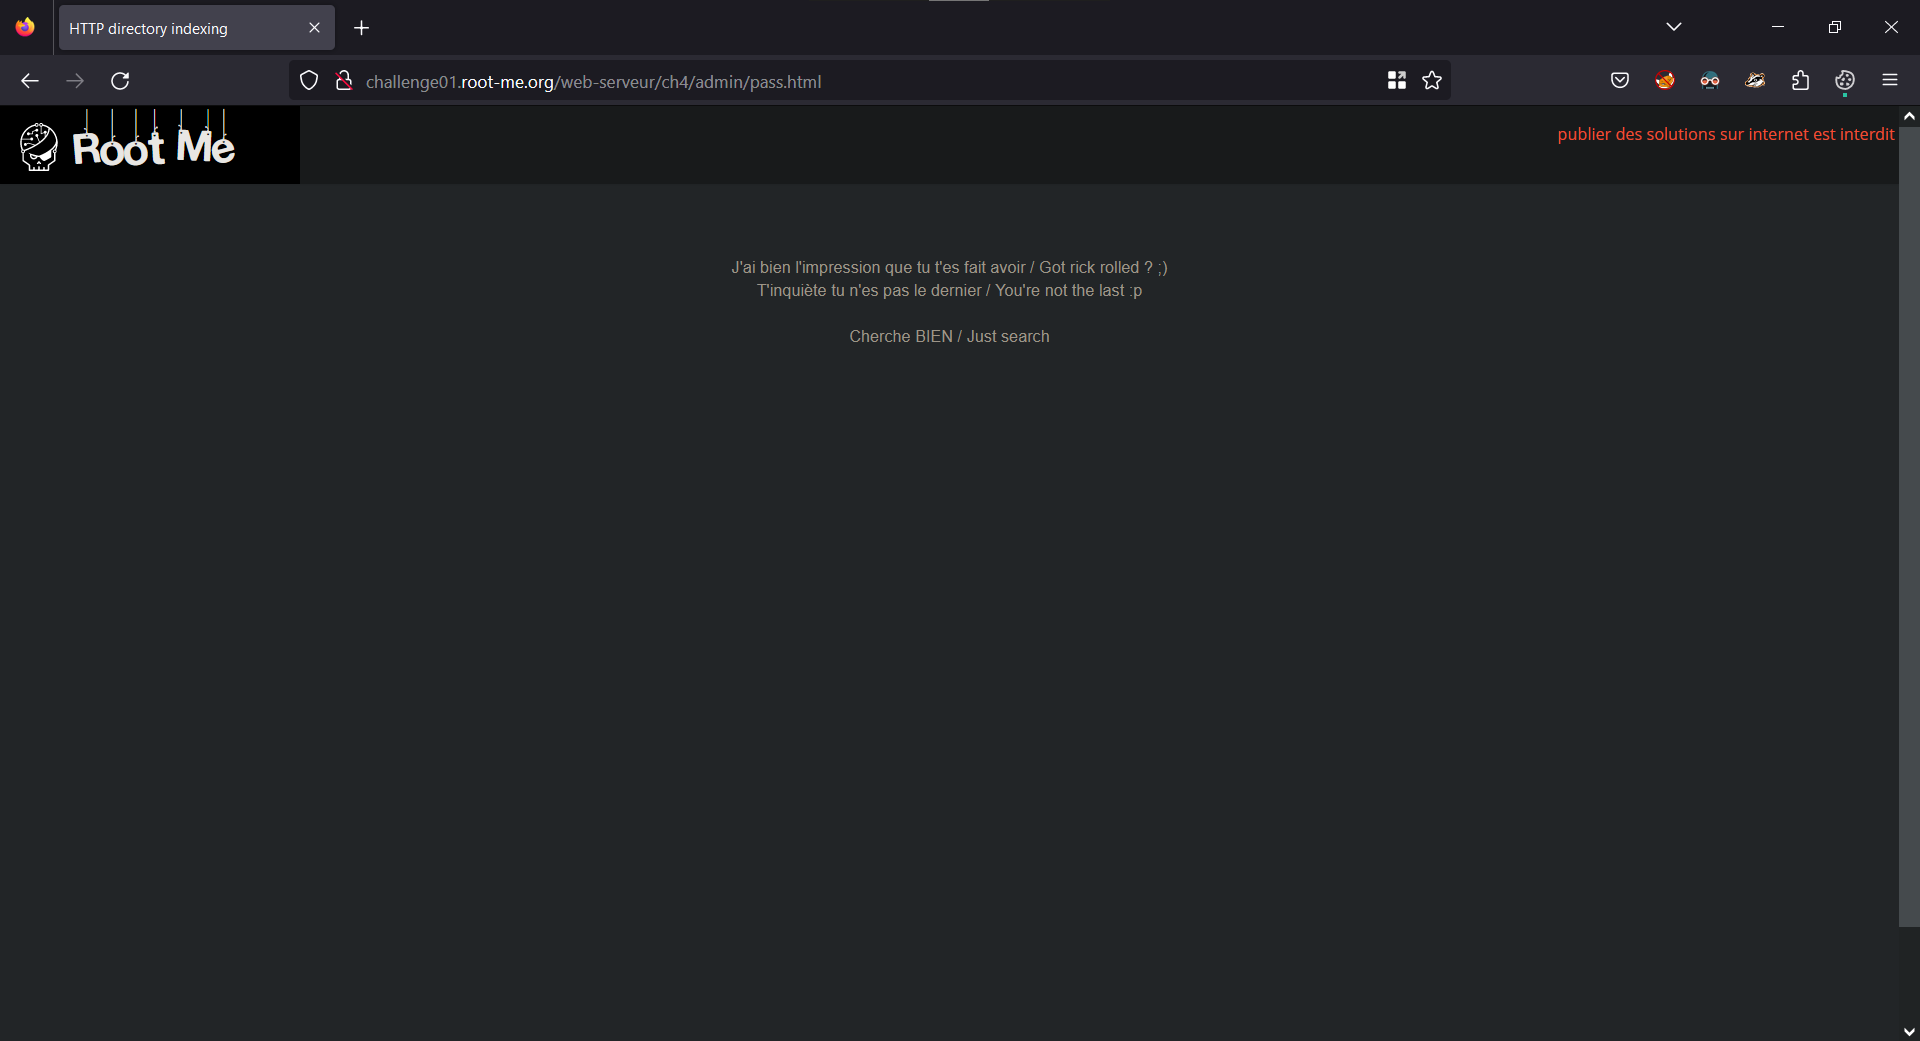 HTTP directory indexing
challenge01.root-me.org/web-serveur/ch4/admin/pass.html
Root Me
publier des solutions sur internet est interdit
J'ai bien l'impression que tu t'es fait avoir / Got rick rolled ? ;)
T'inquiète tu n'es pas le dernier / You're not the last :p
Cherche BIEN / Just search